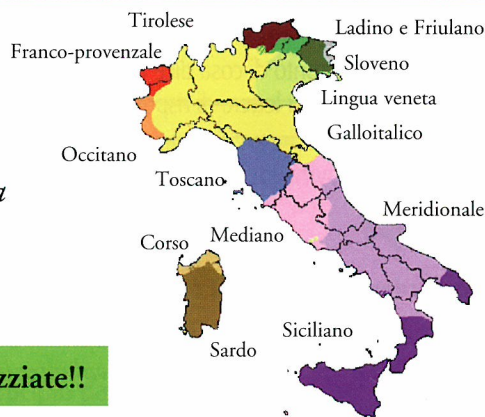 Tirolese
Ladino e Friulano
Franco-provenzale
Sloveno
Lingua veneta
Galloitalico
Occitano
Toscano
a
Meridionale
Corso
Mediano
Siciliano
Sardo
zziate!!